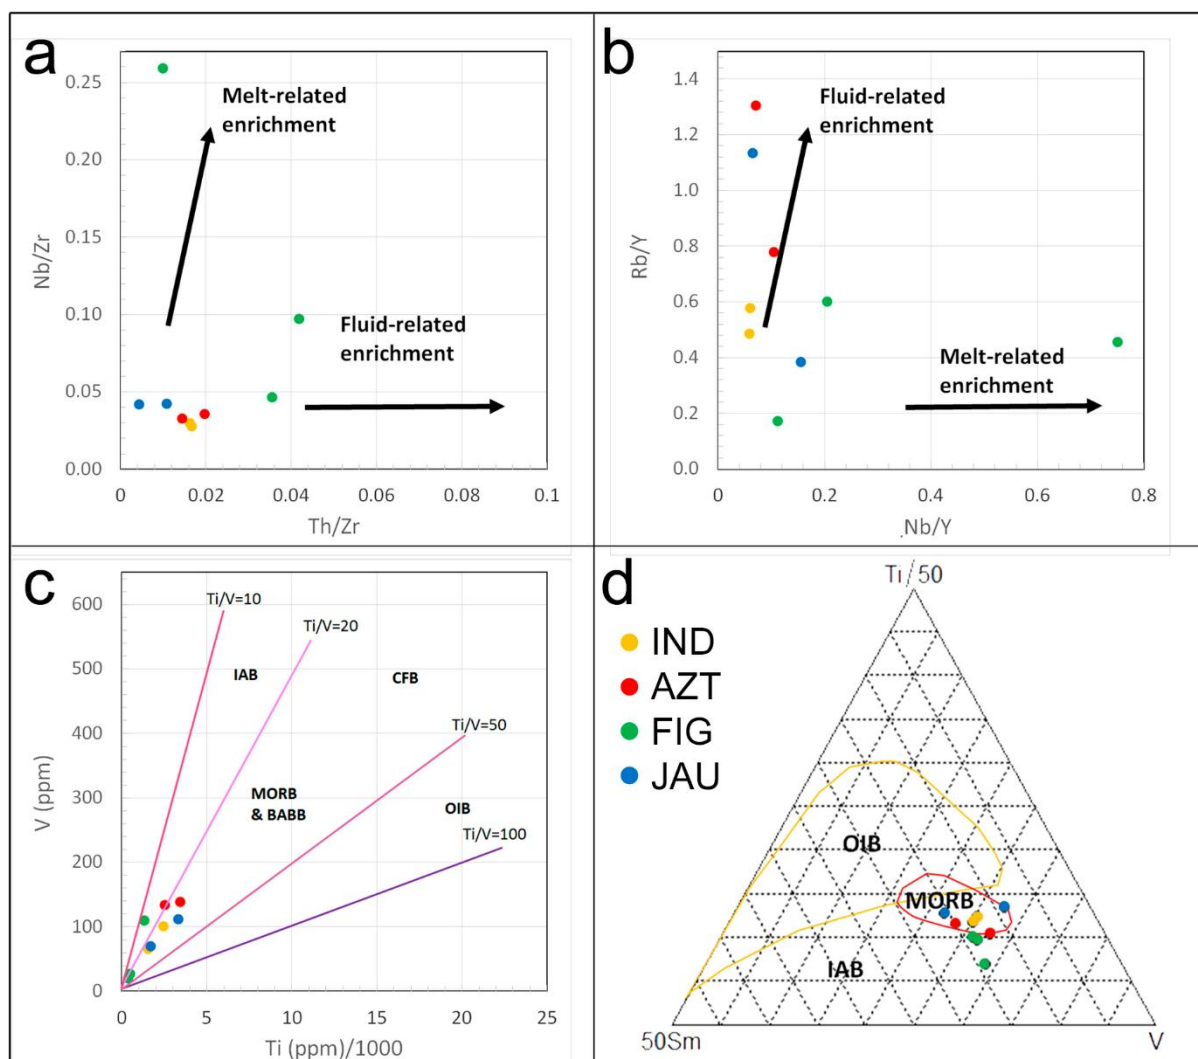 a
0.25
0.20
0.15
0.10
0.05
0.00
Nb/Zr
Melt-related
enrichment
Fluid-related
enrichment
0
0.02
0.04
0.06
0.08
0.1
Th/Zr
b
1.4
1.2
1.0
0.8
0.6
0.4
0.2
0.0
Rb/Y
Fluid-related
enrichment
Melt-related
enrichment
0
0.2
0.4
0.6
0.8
Nb/Y
c
600
500
400
300
200
100
0
V (ppm)
Ti/V=10
Ti/V=20
IAB
CFB
Ti/V=50
MORB
& BABB
OIB
Ti/V=100
0
5
10
15
20
25
Ti (ppm)/1000
d
Ti/50
IND
AZT
FIG
JAU
OIB
MORB
IAB
50Sm
V